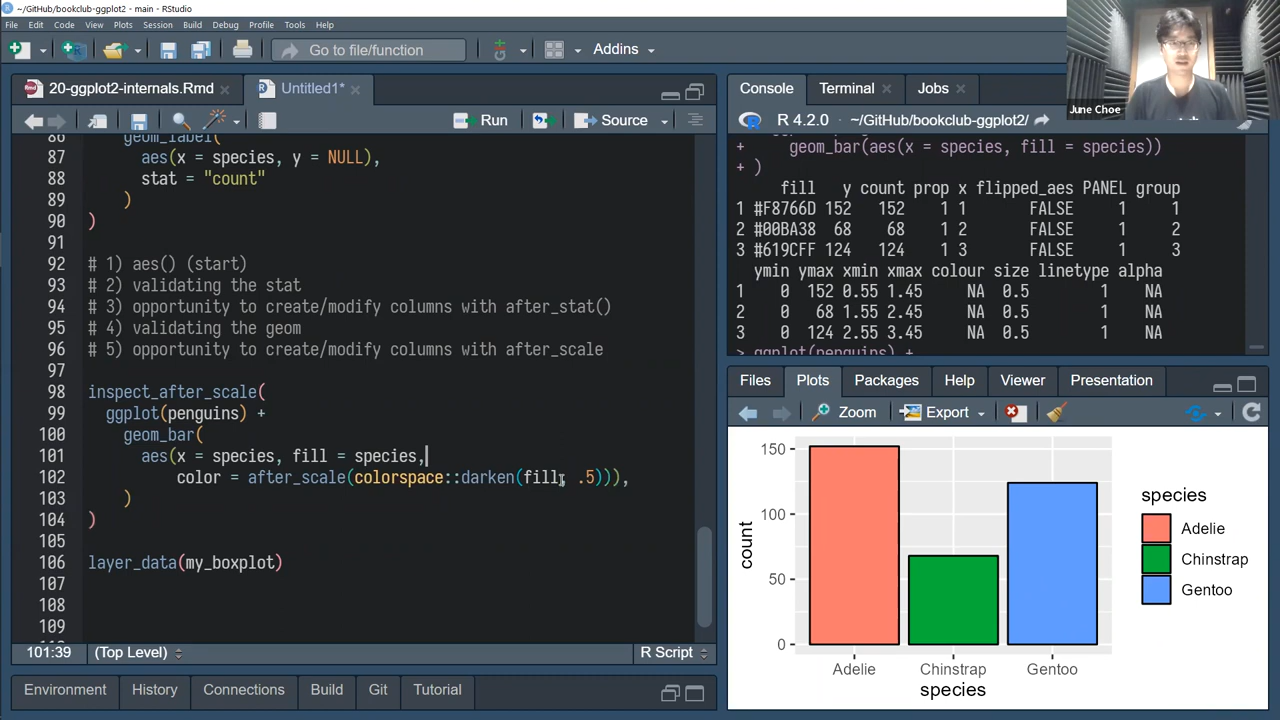 ~/GitHub/bookclub-ggplot2 - main - RStudio
File Edit Code View Plots Session Build Debug Profile Tools Help
Go to file/function
Addins
June Choe
20-ggplot2-internals.Rmd
Untitled1*
Run
Source
86 geom_label(
87 aes(x = species, y = NULL),
88 stat = "count"
89 )
90 )
91
92 # 1) aes() (start)
93 # 2) validating the stat
94 # 3) opportunity to create/modify columns with after_stat()
95 # 4) validating the geom
96 # 5) opportunity to create/modify columns with after_scale
97
98 inspect_after_scale(
99 ggplot(penguins) +
100 geom_bar(
101 aes(x = species, fill = species,
102 color = after_scale(colorspace::darken(fill, .5))),
103 )
104 )
105
106 layer_data(my_boxplot)
107
108
109
101:39 (Top Level) R Script
Environment History Connections Build Git Tutorial
Console Terminal Jobs
R 4.2.0 ~/GitHub/bookclub-ggplot2/
+ geom_bar(aes(x = species, fill = species))
+ )
fill y count prop x flipped_aes PANEL group
1 #F8766D 152 152 1 1 FALSE 1 1
2 #00BA38 68 68 1 2 FALSE 1 2
3 #619CFF 124 124 1 3 FALSE 1 3
ymin ymax xmin xmax colour size linetype alpha
1 0 152 0.55 1.45 NA 0.5 1 NA
2 0 68 1.55 2.45 NA 0.5 1 NA
3 0 124 2.55 3.45 NA 0.5 1 NA
> ggplot(penguins) +
Files Plots Packages Help Viewer Presentation
Zoom Export
150
100
50
0
count
Adelie Chinstrap Gentoo
species
species
Adelie
Chinstrap
Gentoo